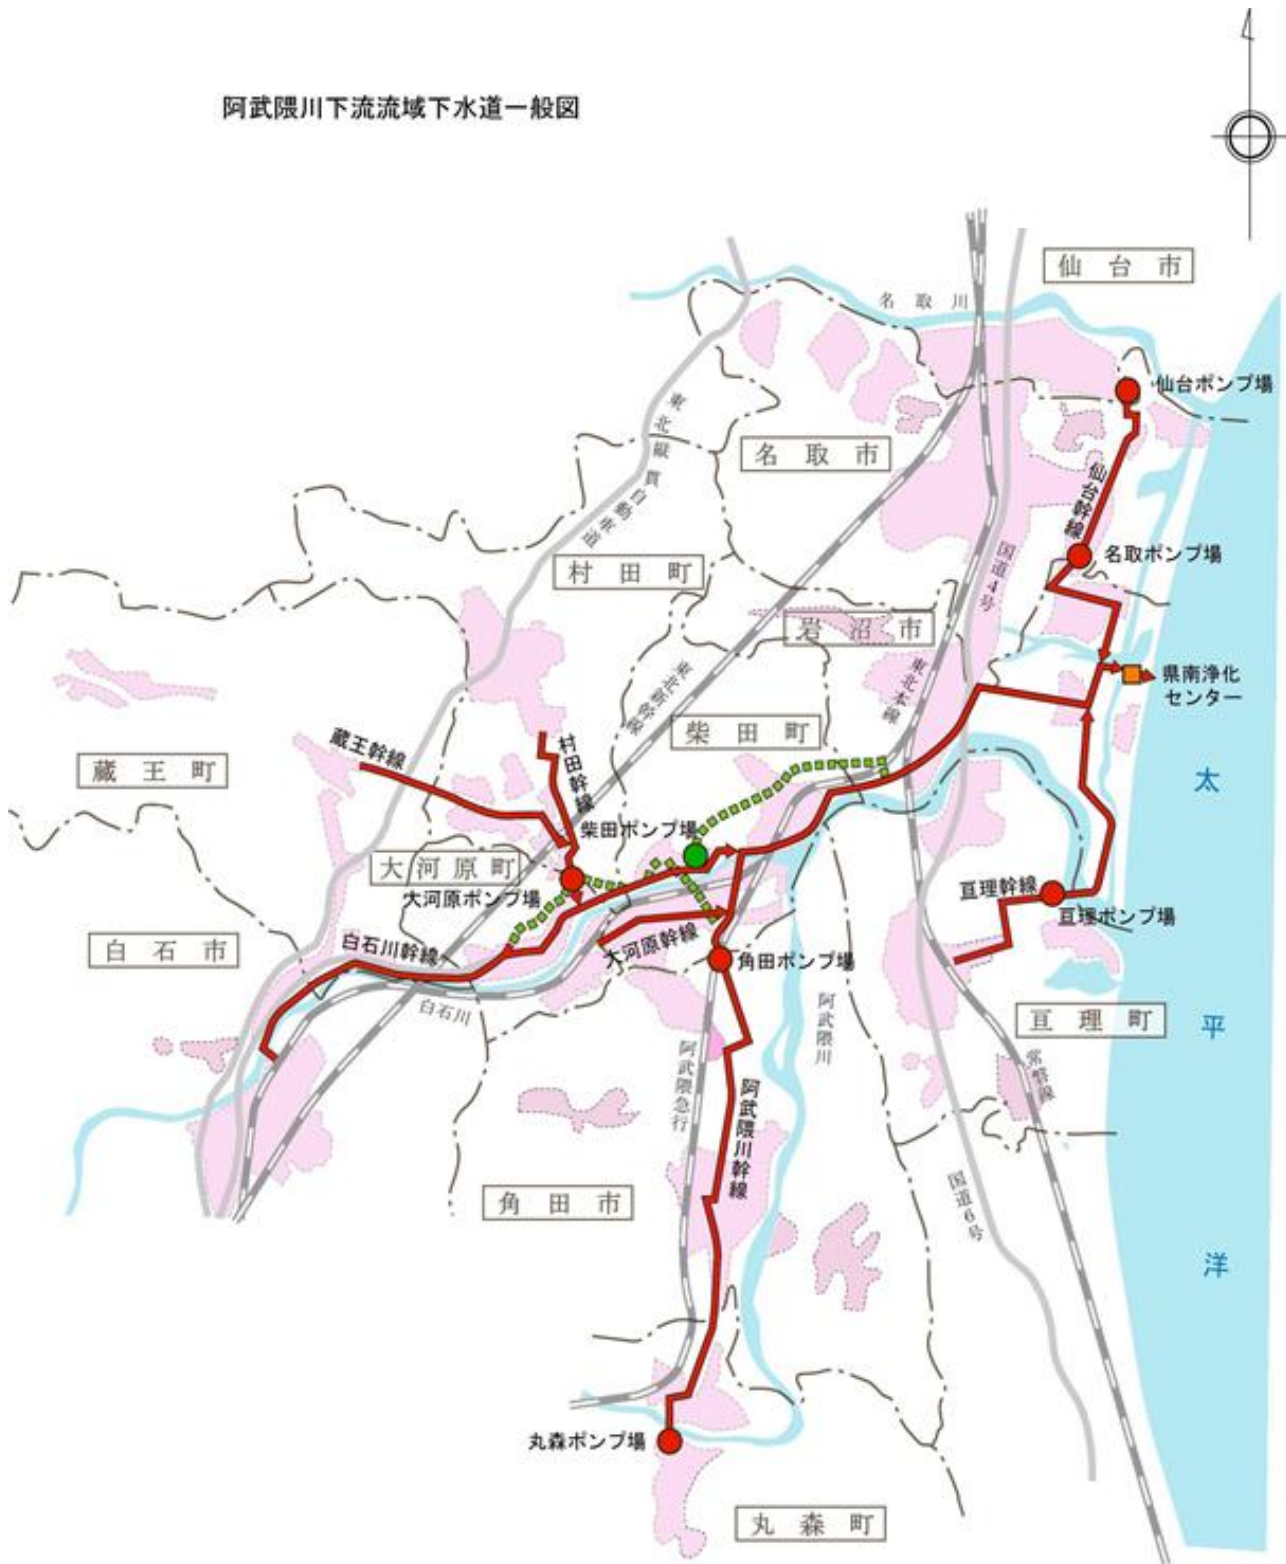 阿武隈川下流流域下水道一般図
仙台市
名取川
仙台ポンプ場
東北縦貫自動車道
名取市
仙台幹線
名取ポンプ場
国道4号
村田町
岩沼市
東北本線
東北新幹線
県南浄化
センター
柴田町
蔵王幹線
村田幹線
蔵王町
太平洋
柴田ポンプ場
大河原町
大河原ポンプ場
亘理幹線
亘理ポンプ場
白石市
白石川幹線
大河原幹線
角田ポンプ場
白石川
阿武隈川
亘理町
阿武隈急行
常磐線
阿武隈川幹線
角田市
国道6号
丸森ポンプ場
丸森町